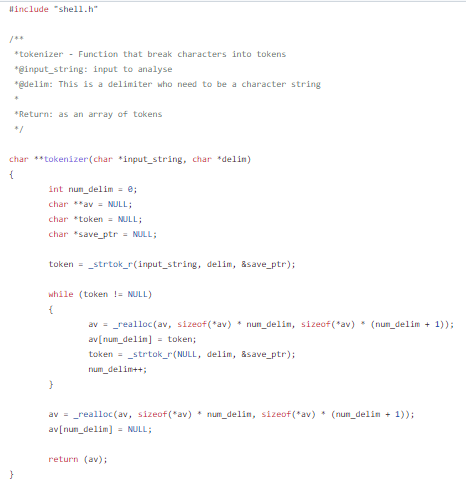 #include "shell.h"
/**
*tokenizer - Function that break characters into tokens
*@input_string: input to analyse
*@delim: This is a delimiter who need to be a character string
*
*Return: as an array of tokens
*/
char **tokenizer(char *input_string, char *delim)
{
int num_delim = 0;
char **av = NULL;
char *token = NULL;
char *save_ptr = NULL;
token = _strtok_r(input_string, delim, &save_ptr);
while (token != NULL)
{
av = _realloc(av, sizeof(*av) * num_delim, sizeof(*av) * (num_delim + 1));
av[num_delim] = token;
token = _strtok_r(NULL, delim, &save_ptr);
num_delim++;
}
av = _realloc(av, sizeof(*av) * num_delim, sizeof(*av) * (num_delim + 1));
av[num_delim] = NULL;
return (av);
}